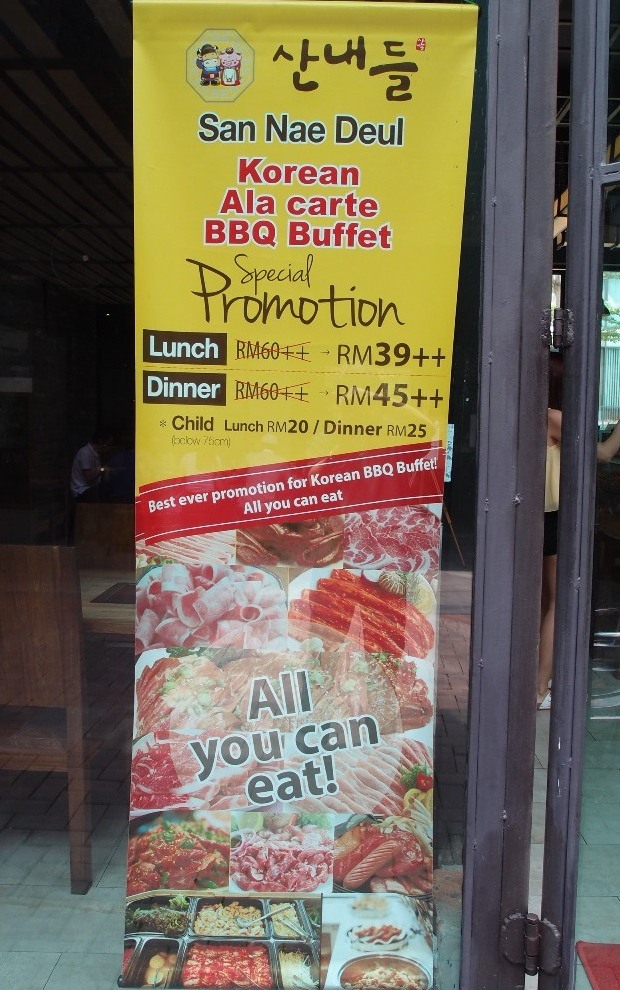 산내들
San Nae Deul
Korean
Ala carte
BBQ Buffet
Special
Promotion
Lunch RM60++ → RM39++
Dinner RM60++ → RM45++
* Child Lunch RM20 / Dinner RM25
(below 75cm)
Best ever promotion for Korean BBQ Buffet!
All you can eat
All
you can
eat!